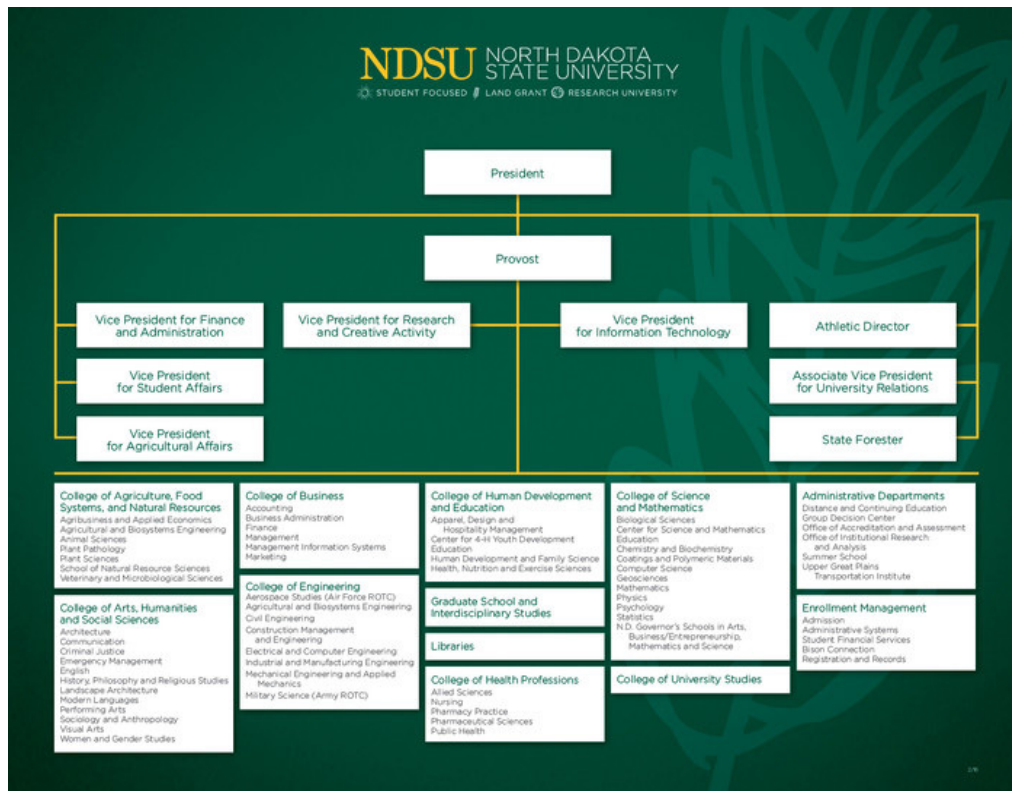 NDSU NORTH DAKOTA
STATE UNIVERSITY
STUDENT FOCUSED LAND GRANT RESEARCH UNIVERSITY
President
Provost
Vice President for Finance
and Administration
Vice President for Research
and Creative Activity
Vice President
for Information Technology
Athletic Director
Vice President
for Student Affairs
Associate Vice President
for University Relations
Vice President
for Agricultural Affairs
State Forester
College of Agriculture, Food
Systems, and Natural Resources
Agribusiness and Applied Economics
Agricultural and Biosystems Engineering
Animal Sciences
Plant Pathology
Plant Sciences
School of Natural Resource Sciences
Veterinary and Microbiological Sciences
College of Arts, Humanities
and Social Sciences
Architecture
Communication
Criminal Justice
Emergency Management
English
History, Philosophy and Religious Studies
Landscape Architecture
Modern Languages
Performing Arts
Sociology and Anthropology
Visual Arts
Women and Gender Studies
College of Business
Accounting
Business Administration
Finance
Management
Management Information Systems
Marketing
College of Engineering
Aerospace Studies (Air Force ROTC)
Agricultural and Biosystems Engineering
Civil Engineering
Construction Management
and Engineering
Electrical and Computer Engineering
Industrial and Manufacturing Engineering
Mechanical Engineering and Applied
Mechanics
Military Science (Army ROTC)
College of Human Development
and Education
Apparel, Design and
Hospitality Management
Center for 4-H Youth Development
Education
Human Development and Family Science
Health, Nutrition and Exercise Sciences
Graduate School and
Interdisciplinary Studies
Libraries
College of Health Professions
Allied Sciences
Nursing
Pharmacy Practice
Pharmaceutical Sciences
Public Health
College of Science
and Mathematics
Biological Sciences
Center for Science and Mathematics
Education
Chemistry and Biochemistry
Coatings and Polymeric Materials
Computer Science
Geosciences
Mathematics
Physics
Psychology
Statistics
N.D. Governor's Schools in Arts,
Business/Entrepreneurship,
Mathematics and Science
College of University Studies
Administrative Departments
Distance and Continuing Education
Group Decision Center
Office of Accreditation and Assessment
Office of Institutional Research
and Analysis
Summer School
Upper Great Plains
Transportation Institute
Enrollment Management
Admission
Administrative Systems
Student Financial Services
Bison Connection
Registration and Records